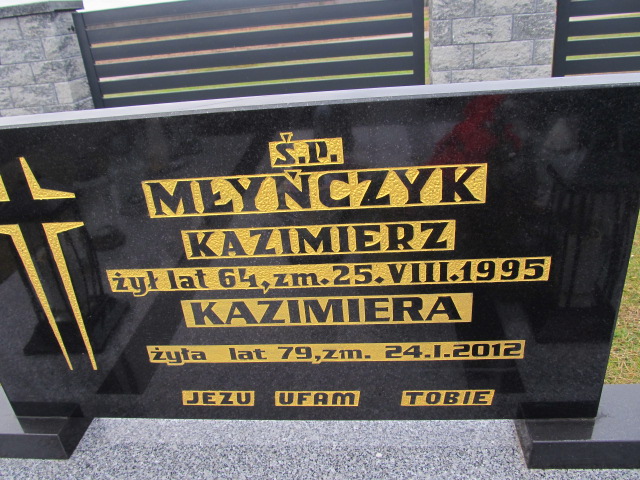 Ś.P.
MŁYŃCZYK
KAZIMIERZ
żył lat 64, zm. 25. VIII. 1995
KAZIMIERA
żyła lat 79, zm. 24. I. 2012
JEZU UFAM TOBIE